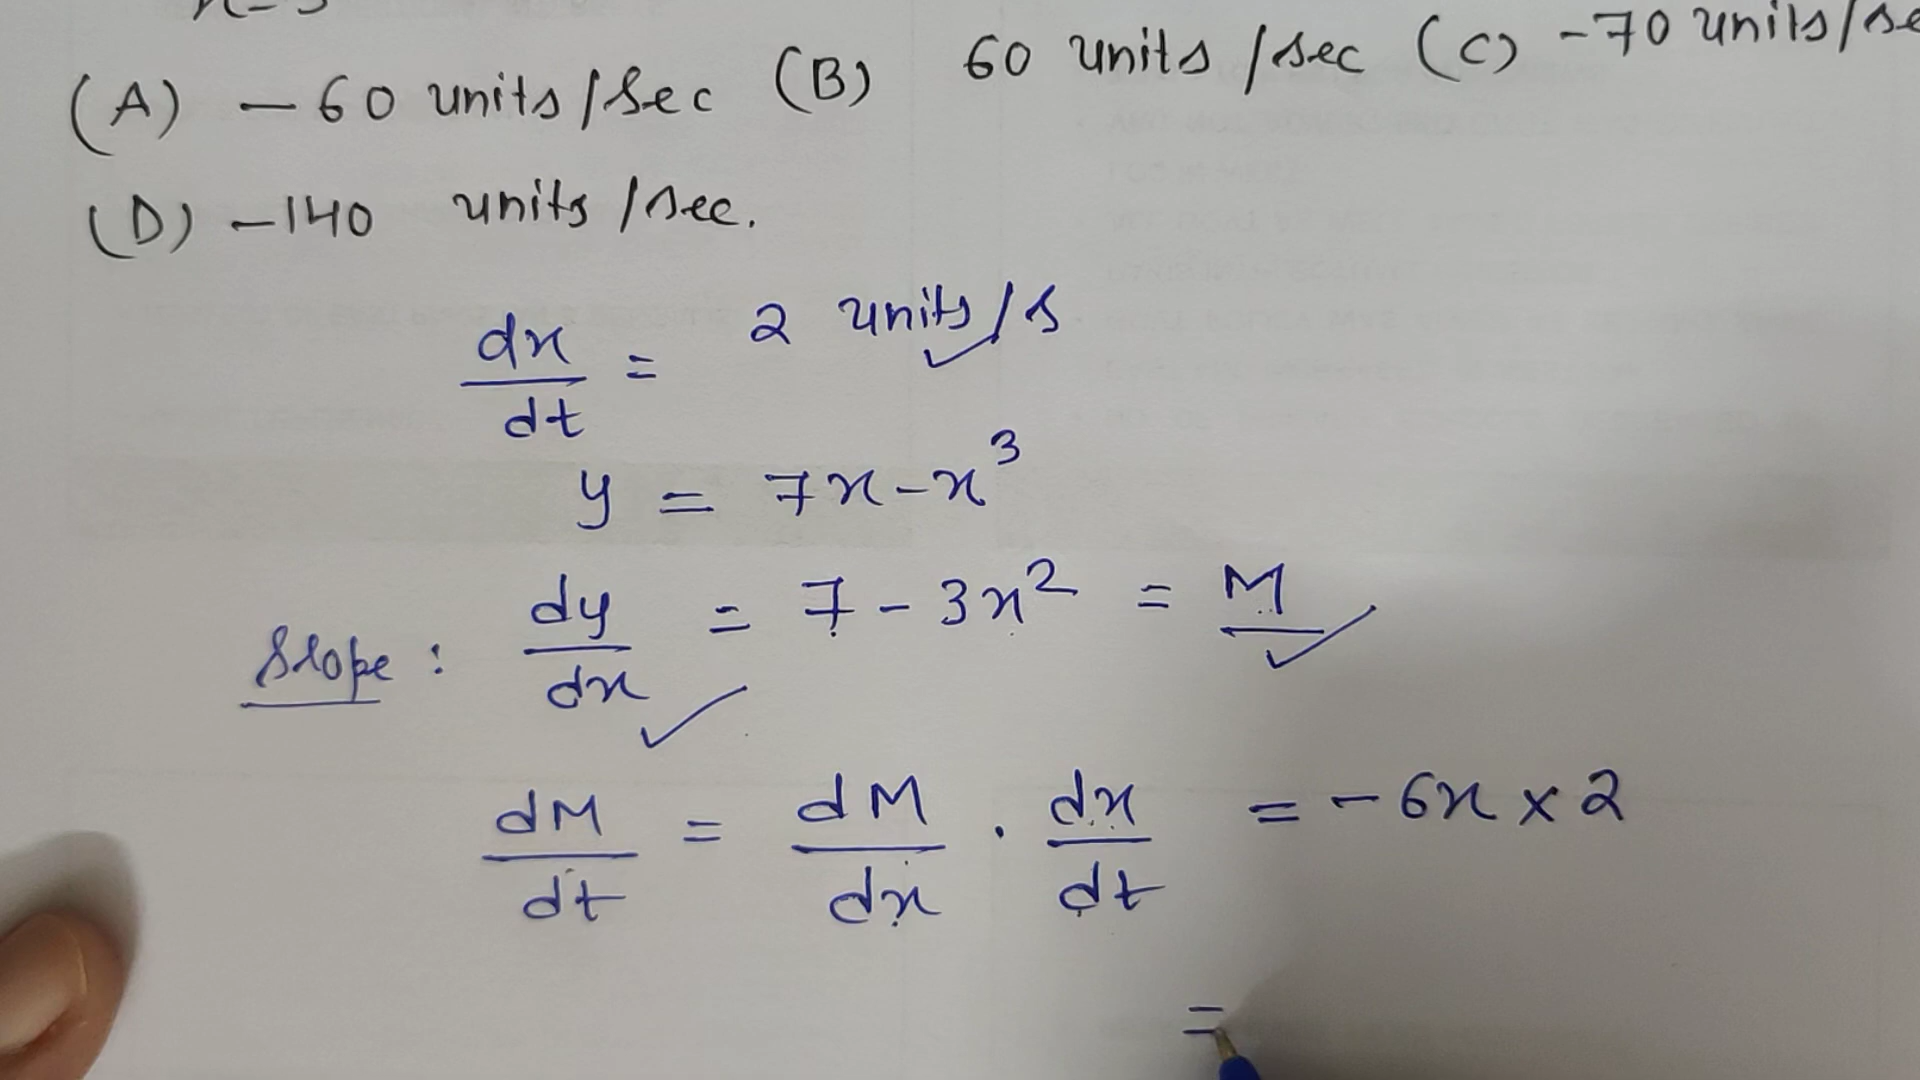 (A) - 60 units/sec (B) 60 units/sec (C) -70 units/se
(D) -140 units/sec.
dx/dt = 2 units/s
y = 7x - x³
Slope : dy/dx = 7 - 3x² = M
dM/dt = dM/dx . dx/dt = -6x × 2
=